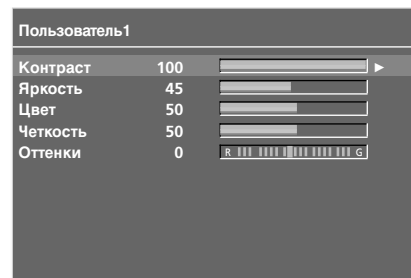 Пользователь1
Контраст 100
Яркость 45
Цвет 50
Четкость 50
Оттенки 0 R G